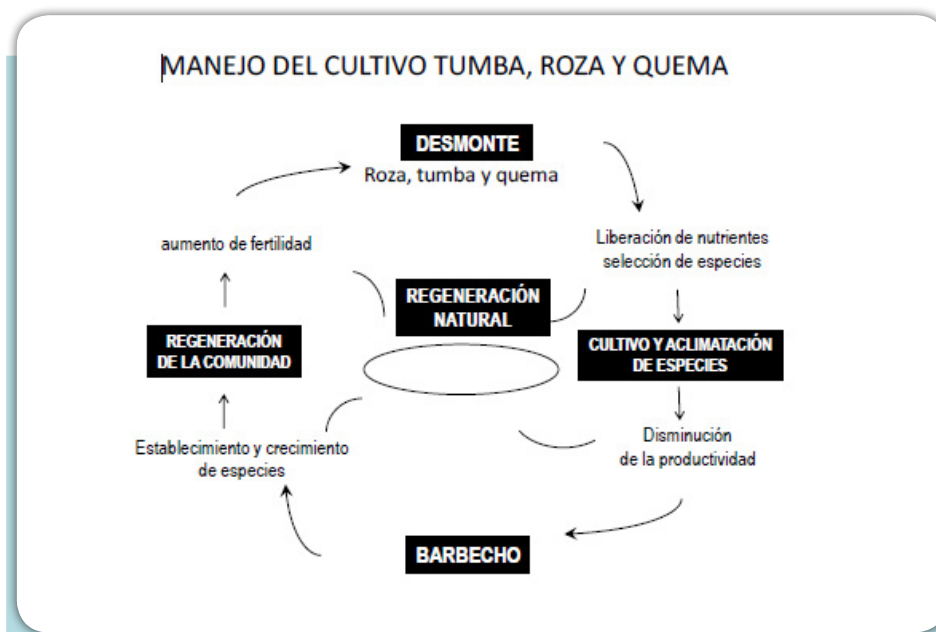 MANEJO DEL CULTIVO TUMBA, ROZA Y QUEMA
DESMONTE
Roza, tumba y quema
Liberación de nutrientes
selección de especies
CULTIVO Y ACLIMATACIÓN
DE ESPECIES
Disminución
de la productividad
BARBECHO
Establecimiento y crecimiento
de especies
REGENERACIÓN
DE LA COMUNIDAD
aumento de fertilidad
REGENERACIÓN
NATURAL